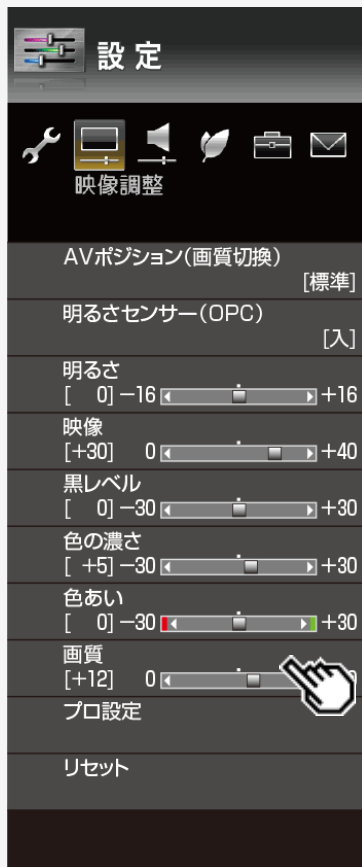 設定
映像調整
AVポジション(画質切換)
[標準]
明るさセンサー(OPC)
[入]
明るさ
[ 0] −16 +16
映像
[+30] 0 +40
黒レベル
[ 0] −30 +30
色の濃さ
[ +5] −30 +30
色あい
[ 0] −30 +30
画質
[+12] 0
プロ設定
リセット